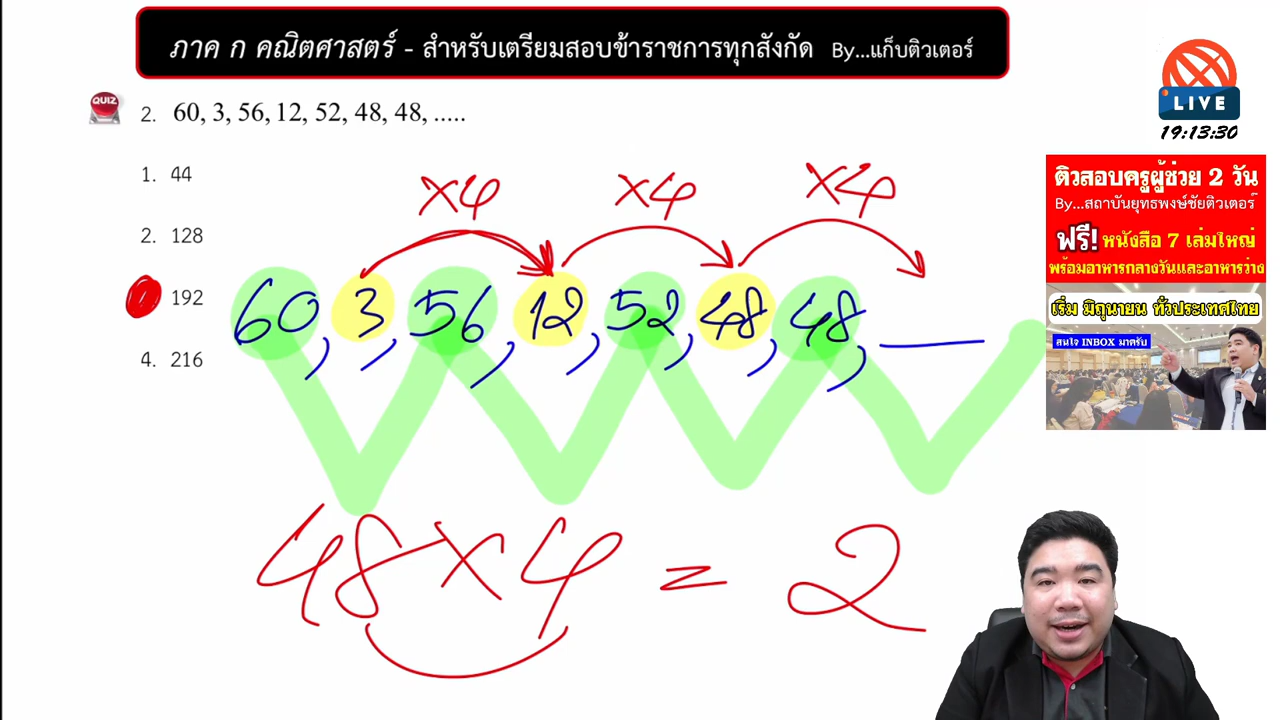 ภาค ก คณิตศาสตร์ - สำหรับเตรียมสอบข้าราชการทุกสังกัด By...แก็บติวเตอร์
QUIZ
2. 60, 3, 56, 12, 52, 48, 48, .....
1. 44
2. 128
192
4. 216
×4 ×4 ×4
60, 3, 56, 12, 52, 48, 48, ___
48 × 4 = 2
LIVE
19:13:30
ติวสอบครูผู้ช่วย 2 วัน
By...สถาบันยุทธพงษ์ชัยติวเตอร์
ฟรี! หนังสือ 7 เล่มใหญ่
พร้อมอาหารกลางวันและอาหารว่าง
เริ่ม มิถุนายน ทั่วประเทศไทย
สนใจ INBOX มาครับ